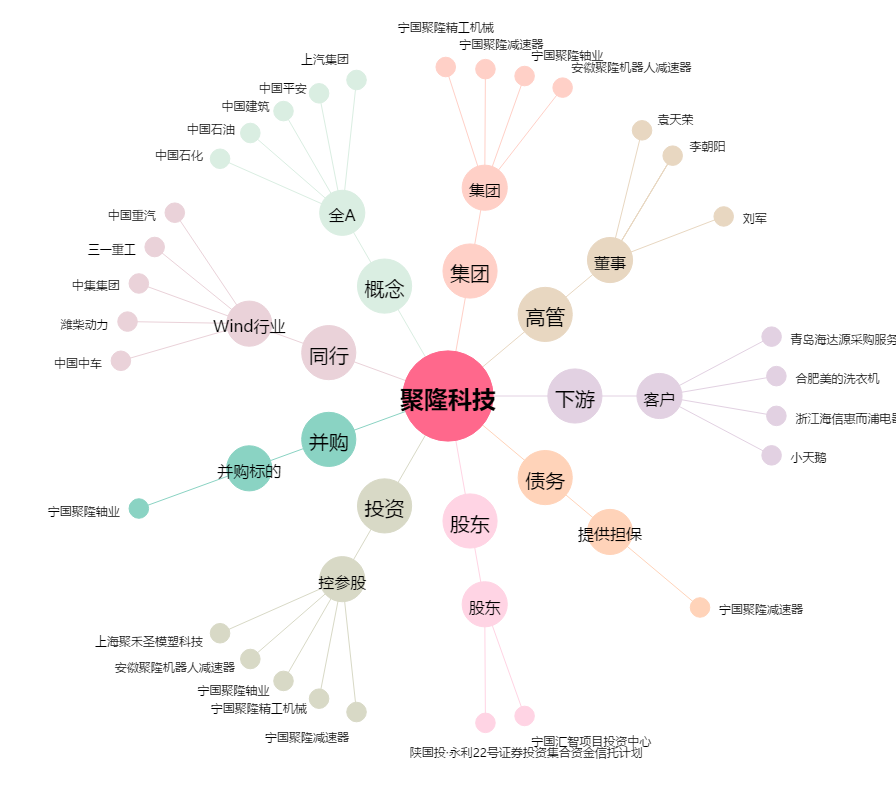 宁国聚隆精工机械
宁国聚隆减速器
宁国聚隆轴业
安徽聚隆机器人减速器
上汽集团
中国平安
中国建筑
中国石油
中国石化
全A
概念
集团
集团
袁天荣
李朝阳
刘军
董事
高管
中国重汽
三一重工
中集集团
潍柴动力
中国中车
Wind行业
同行
聚隆科技
下游
客户
青岛海达源采购服务
合肥美的洗衣机
浙江海信惠而浦电器
小天鹅
并购
并购标的
宁国聚隆轴业
债务
提供担保
宁国聚隆减速器
投资
控参股
上海聚禾圣模塑科技
安徽聚隆机器人减速器
宁国聚隆轴业
宁国聚隆精工机械
宁国聚隆减速器
股东
股东
宁国汇智项目投资中心
陕国投·永利22号证券投资集合资金信托计划